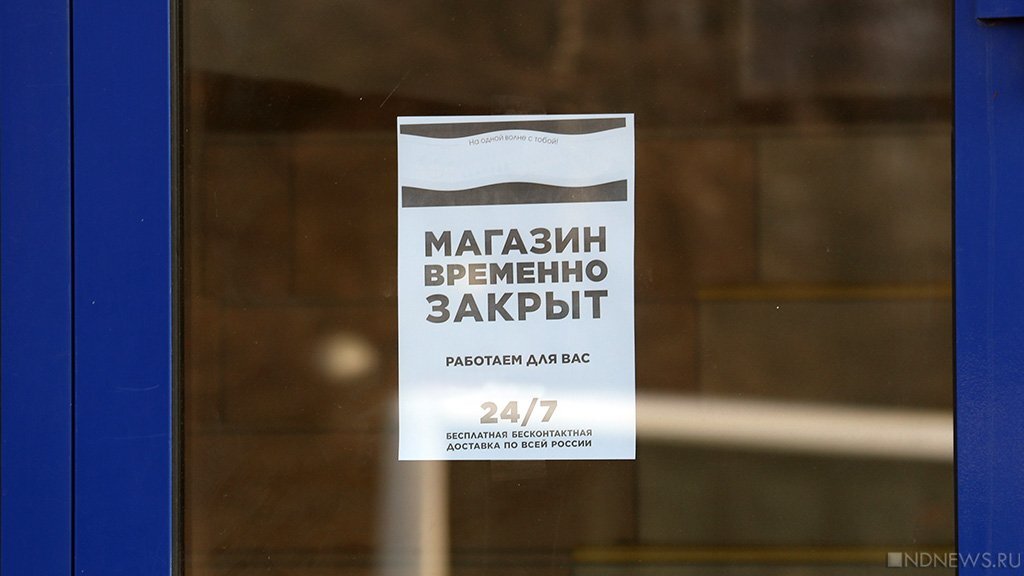 На одной волне с тобой!
МАГАЗИН
ВРЕМЕННО
ЗАКРЫТ
РАБОТАЕМ ДЛЯ ВАС
24/7
БЕСПЛАТНАЯ БЕСКОНТАКТНАЯ
ДОСТАВКА ПО ВСЕЙ РОССИИ
NDNEWS.RU